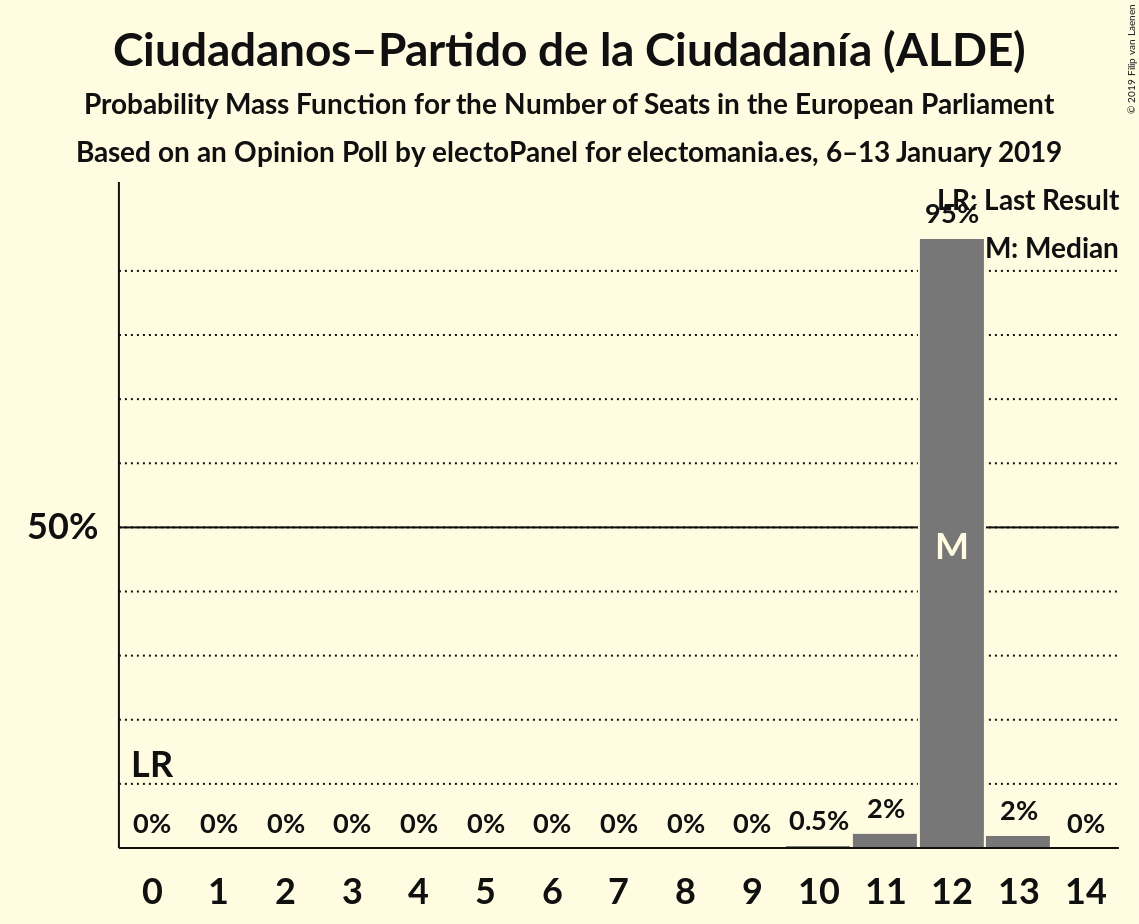 Ciudadanos–Partido de la Ciudadanía (ALDE)
Probability Mass Function for the Number of Seats in the European Parliament
Based on an Opinion Poll by electoPanel for electomania.es, 6–13 January 2019
© 2019 Filip van Laenen
LR: Last Result
95%
M: Median
50%
M
LR
0% 0% 0% 0% 0% 0% 0% 0% 0% 0% 0.5% 2% 2% 0%
0 1 2 3 4 5 6 7 8 9 10 11 12 13 14